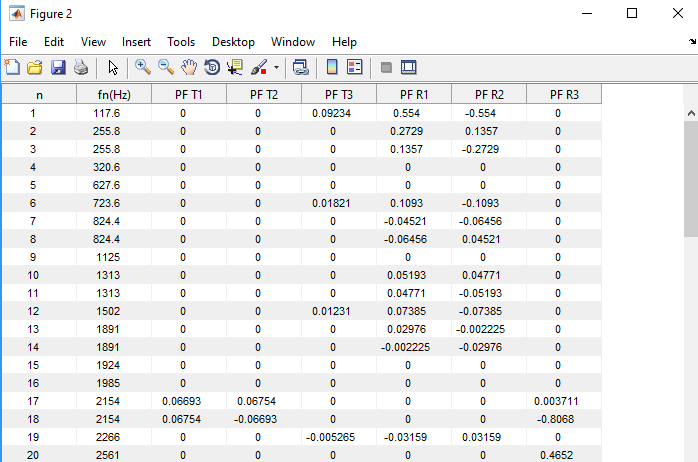 Figure 2
File Edit View Insert Tools Desktop Window Help
n fn(Hz) PF T1 PF T2 PF T3 PF R1 PF R2 PF R3
1 117.6 0 0 0.09234 0.554 -0.554 0
2 255.8 0 0 0 0.2729 0.1357 0
3 255.8 0 0 0 0.1357 -0.2729 0
4 320.6 0 0 0 0 0 0
5 627.6 0 0 0 0 0 0
6 723.6 0 0 0.01821 0.1093 -0.1093 0
7 824.4 0 0 0 -0.04521 -0.06456 0
8 824.4 0 0 0 -0.06456 0.04521 0
9 1125 0 0 0 0 0 0
10 1313 0 0 0 0.05193 0.04771 0
11 1313 0 0 0 0.04771 -0.05193 0
12 1502 0 0 0.01231 0.07385 -0.07385 0
13 1891 0 0 0 0.02976 -0.002225 0
14 1891 0 0 0 -0.002225 -0.02976 0
15 1924 0 0 0 0 0 0
16 1985 0 0 0 0 0 0
17 2154 0.06693 0.06754 0 0 0 0.003711
18 2154 0.06754 -0.06693 0 0 0 -0.8068
19 2266 0 0 -0.005265 -0.03159 0.03159 0
20 2561 0 0 0 0 0 0.4652